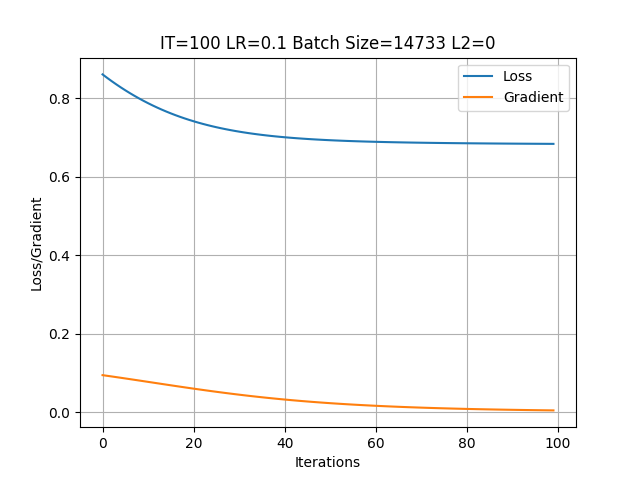 IT=100 LR=0.1 Batch Size=14733 L2=0
Loss
Gradient
0.8
0.6
0.4
0.2
0.0
Loss/Gradient
0 20 40 60 80 100
Iterations